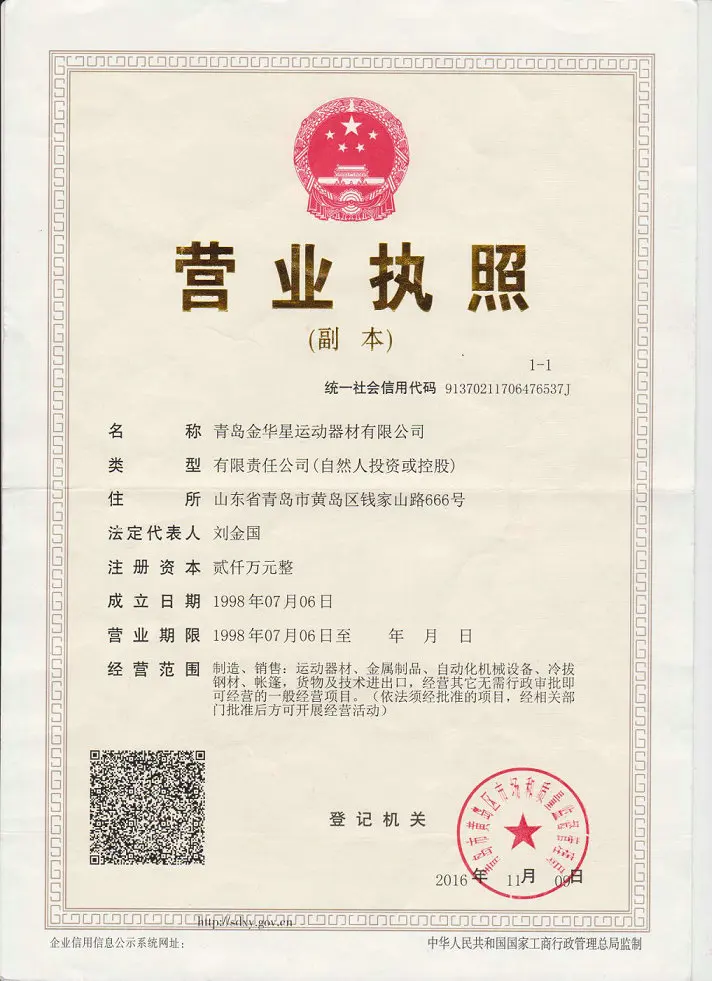 营业执照
(副 本)
1-1
统一社会信用代码 91370211706476537J
名 称 青岛金华星运动器材有限公司
类 型 有限责任公司(自然人投资或控股)
住 所 山东省青岛市黄岛区钱家山路666号
法定代表人 刘金国
注册资本 贰仟万元整
成立日期 1998年07月06日
营业期限 1998年07月06日至 年 月 日
经营范围 制造、销售：运动器材、金属制品、自动化机械设备、冷拔
钢材、帐篷，货物及技术进出口，经营其它无需行政审批即
可经营的一般经营项目。（依法须经批准的项目，经相关部
门批准后方可开展经营活动）
登记机关
2016 年 11 月 09 日
http://sdxy.gov.cn
企业信用信息公示系统网址：
中华人民共和国国家工商行政管理总局监制